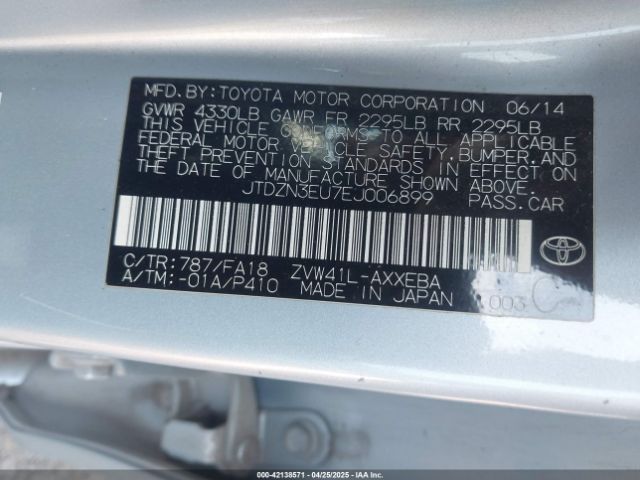 MFD. BY: TOYOTA MOTOR CORPORATION 06/14
GVWR 4330LB GAWR FR 2295LB RR 2295LB
THIS VEHICLE CONFORMS TO ALL APPLICABLE
FEDERAL MOTOR VEHICLE SAFETY, BUMPER, AND
THEFT PREVENTION STANDARDS IN EFFECT ON
THE DATE OF MANUFACTURE SHOWN ABOVE.
JTDZN3EU7EJ006899 PASS.CAR
C/TR: 787/FA18 ZVW41L-AXXEBA
A/TM: -01A/P410 MADE IN JAPAN 003
000-42138571 - 04/25/2025 - IAAI.COM